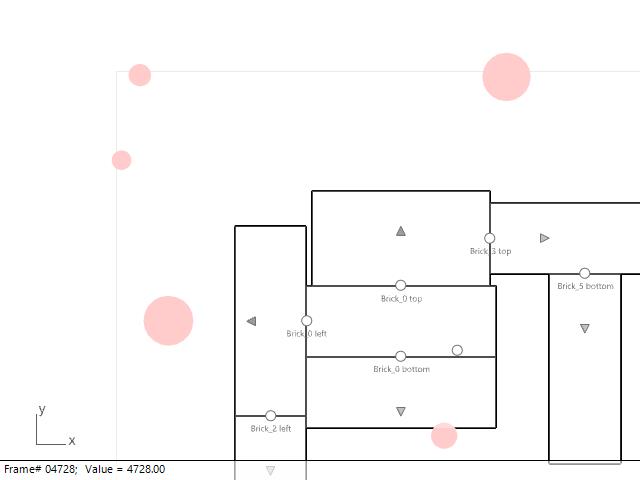 Brick_3 top
Brick_5 bottom
Brick_0 top
Brick_0 left
Brick_0 bottom
y
Brick_2 left
x
Frame# 04728; Value = 4728.00